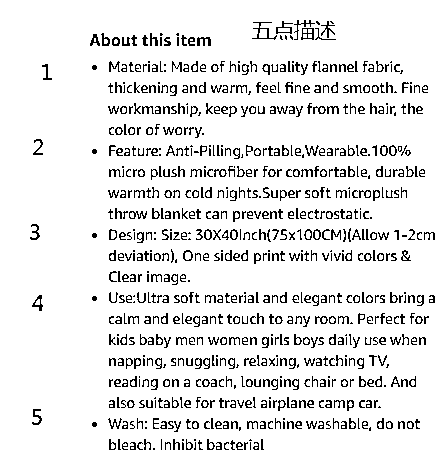 五点描述
About this item
1 • Material: Made of high quality flannel fabric,
thickening and warm, feel fine and smooth. Fine
workmanship, keep you away from the hair, the
color of worry.
2 • Feature: Anti-Pilling,Portable,Wearable.100%
micro plush microfiber for comfortable, durable
warmth on cold nights.Super soft microplush
throw blanket can prevent electrostatic.
3 • Design: Size: 30X40Inch(75x100CM)(Allow 1-2cm
deviation), One sided print with vivid colors &
Clear image.
4 • Use:Ultra soft material and elegant colors bring a
calm and elegant touch to any room. Perfect for
kids baby men women girls boys daily use when
napping, snuggling, relaxing, watching TV,
reading on a coach, lounging chair or bed. And
also suitable for travel airplane camp car.
5 • Wash: Easy to clean, machine washable, do not
bleach. Inhibit bacterial